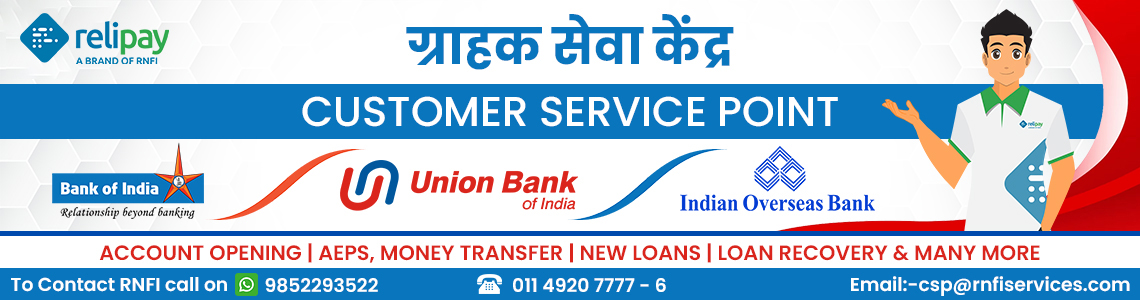 relipay
A BRAND OF RNFI
ग्राहक सेवा केंद्र
CUSTOMER SERVICE POINT
relipay
Bank of India
Relationship beyond banking
Union Bank
of India
Indian Overseas Bank
ACCOUNT OPENING | AEPS, MONEY TRANSFER | NEW LOANS | LOAN RECOVERY & MANY MORE
To Contact RNFI call on 9852293522 011 4920 7777 - 6 Email:-csp@rnfiservices.com